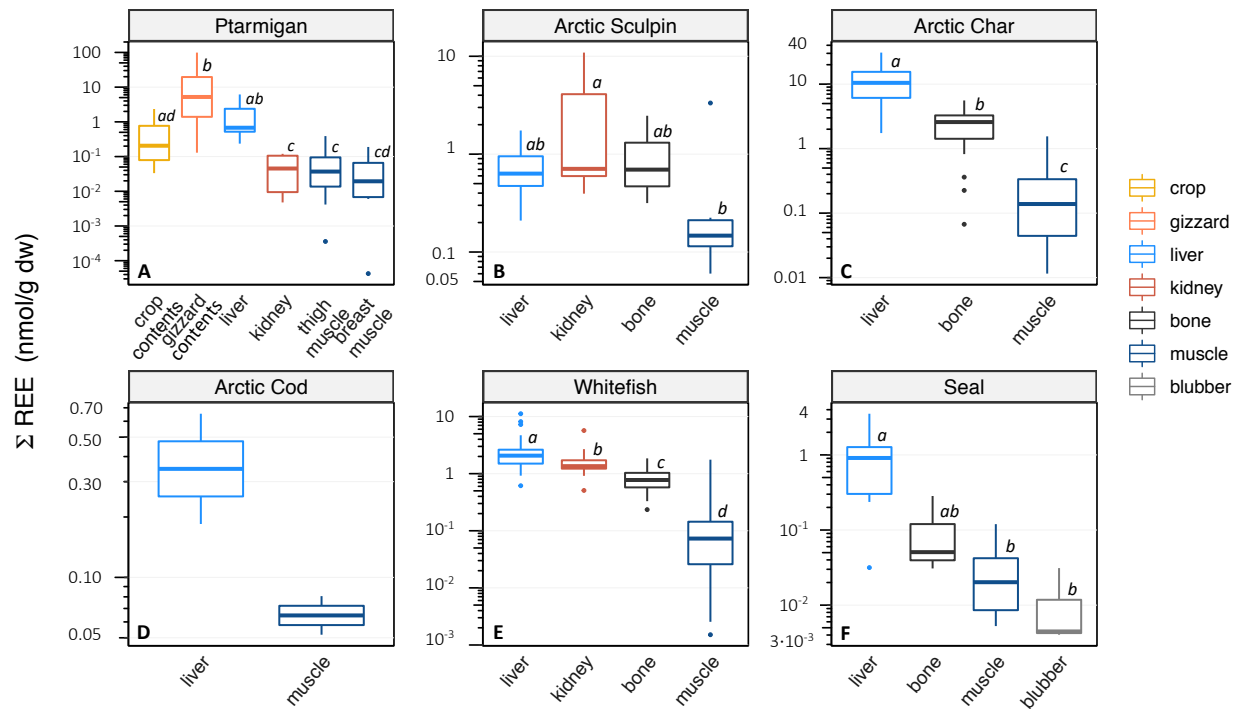 Σ REE (nmol/g dw)
Ptarmigan
100
10
1
10⁻¹
10⁻²
10⁻³
10⁻⁴
ad
b
ab
c
c
cd
A
crop
contents
gizzard
contents
liver
kidney
thigh
muscle
breast
muscle
Arctic Sculpin
10
1
0.1
0.05
ab
a
ab
b
B
liver
kidney
bone
muscle
Arctic Char
40
10
1
0.1
0.01
a
b
c
C
liver
bone
muscle
Arctic Cod
0.70
0.50
0.30
0.10
0.05
D
liver
muscle
Whitefish
10
1
10⁻¹
10⁻²
10⁻³
a
b
c
d
E
liver
kidney
bone
muscle
Seal
4
1
10⁻¹
10⁻²
3·10⁻³
a
ab
b
b
F
liver
bone
muscle
blubber
crop
gizzard
liver
kidney
bone
muscle
blubber